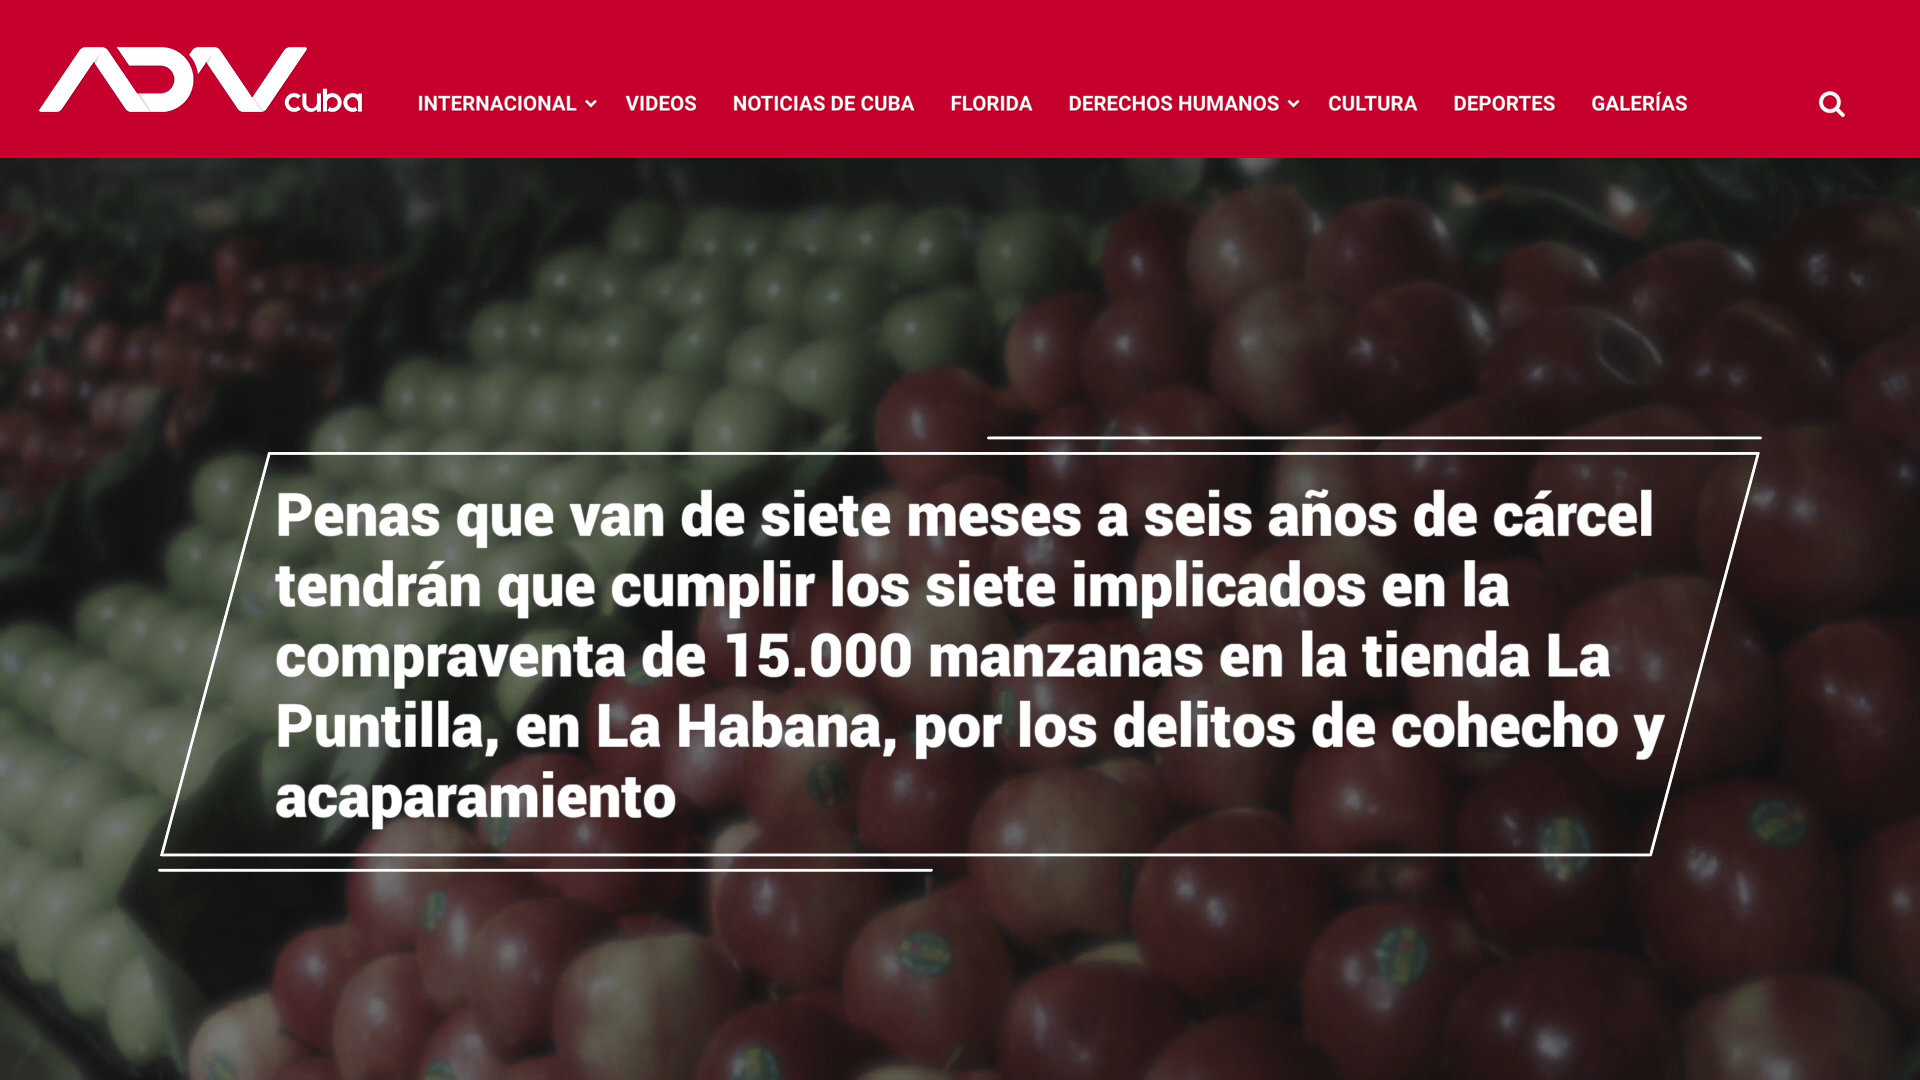 ADN cuba
INTERNACIONAL VIDEOS NOTICIAS DE CUBA FLORIDA DERECHOS HUMANOS CULTURA DEPORTES GALERÍAS
Penas que van de siete meses a seis años de cárcel
tendrán que cumplir los siete implicados en la
compraventa de 15.000 manzanas en la tienda La
Puntilla, en La Habana, por los delitos de cohecho y
acaparamiento